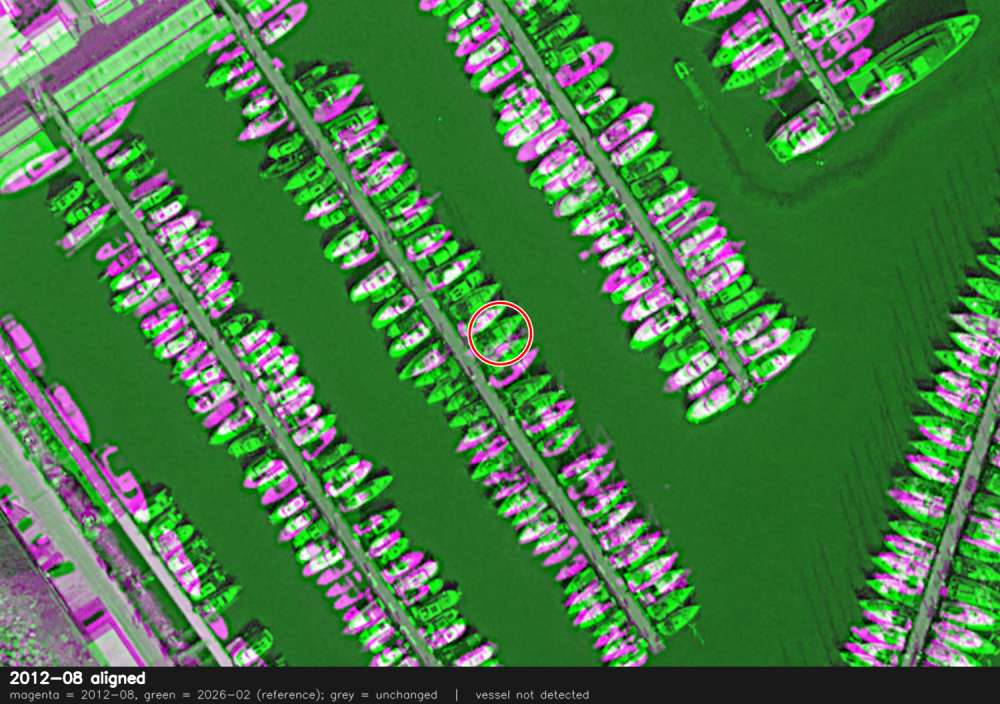 2012-08 aligned
magenta = 2012-08, green = 2026-02 (reference); grey = unchanged | vessel not detected